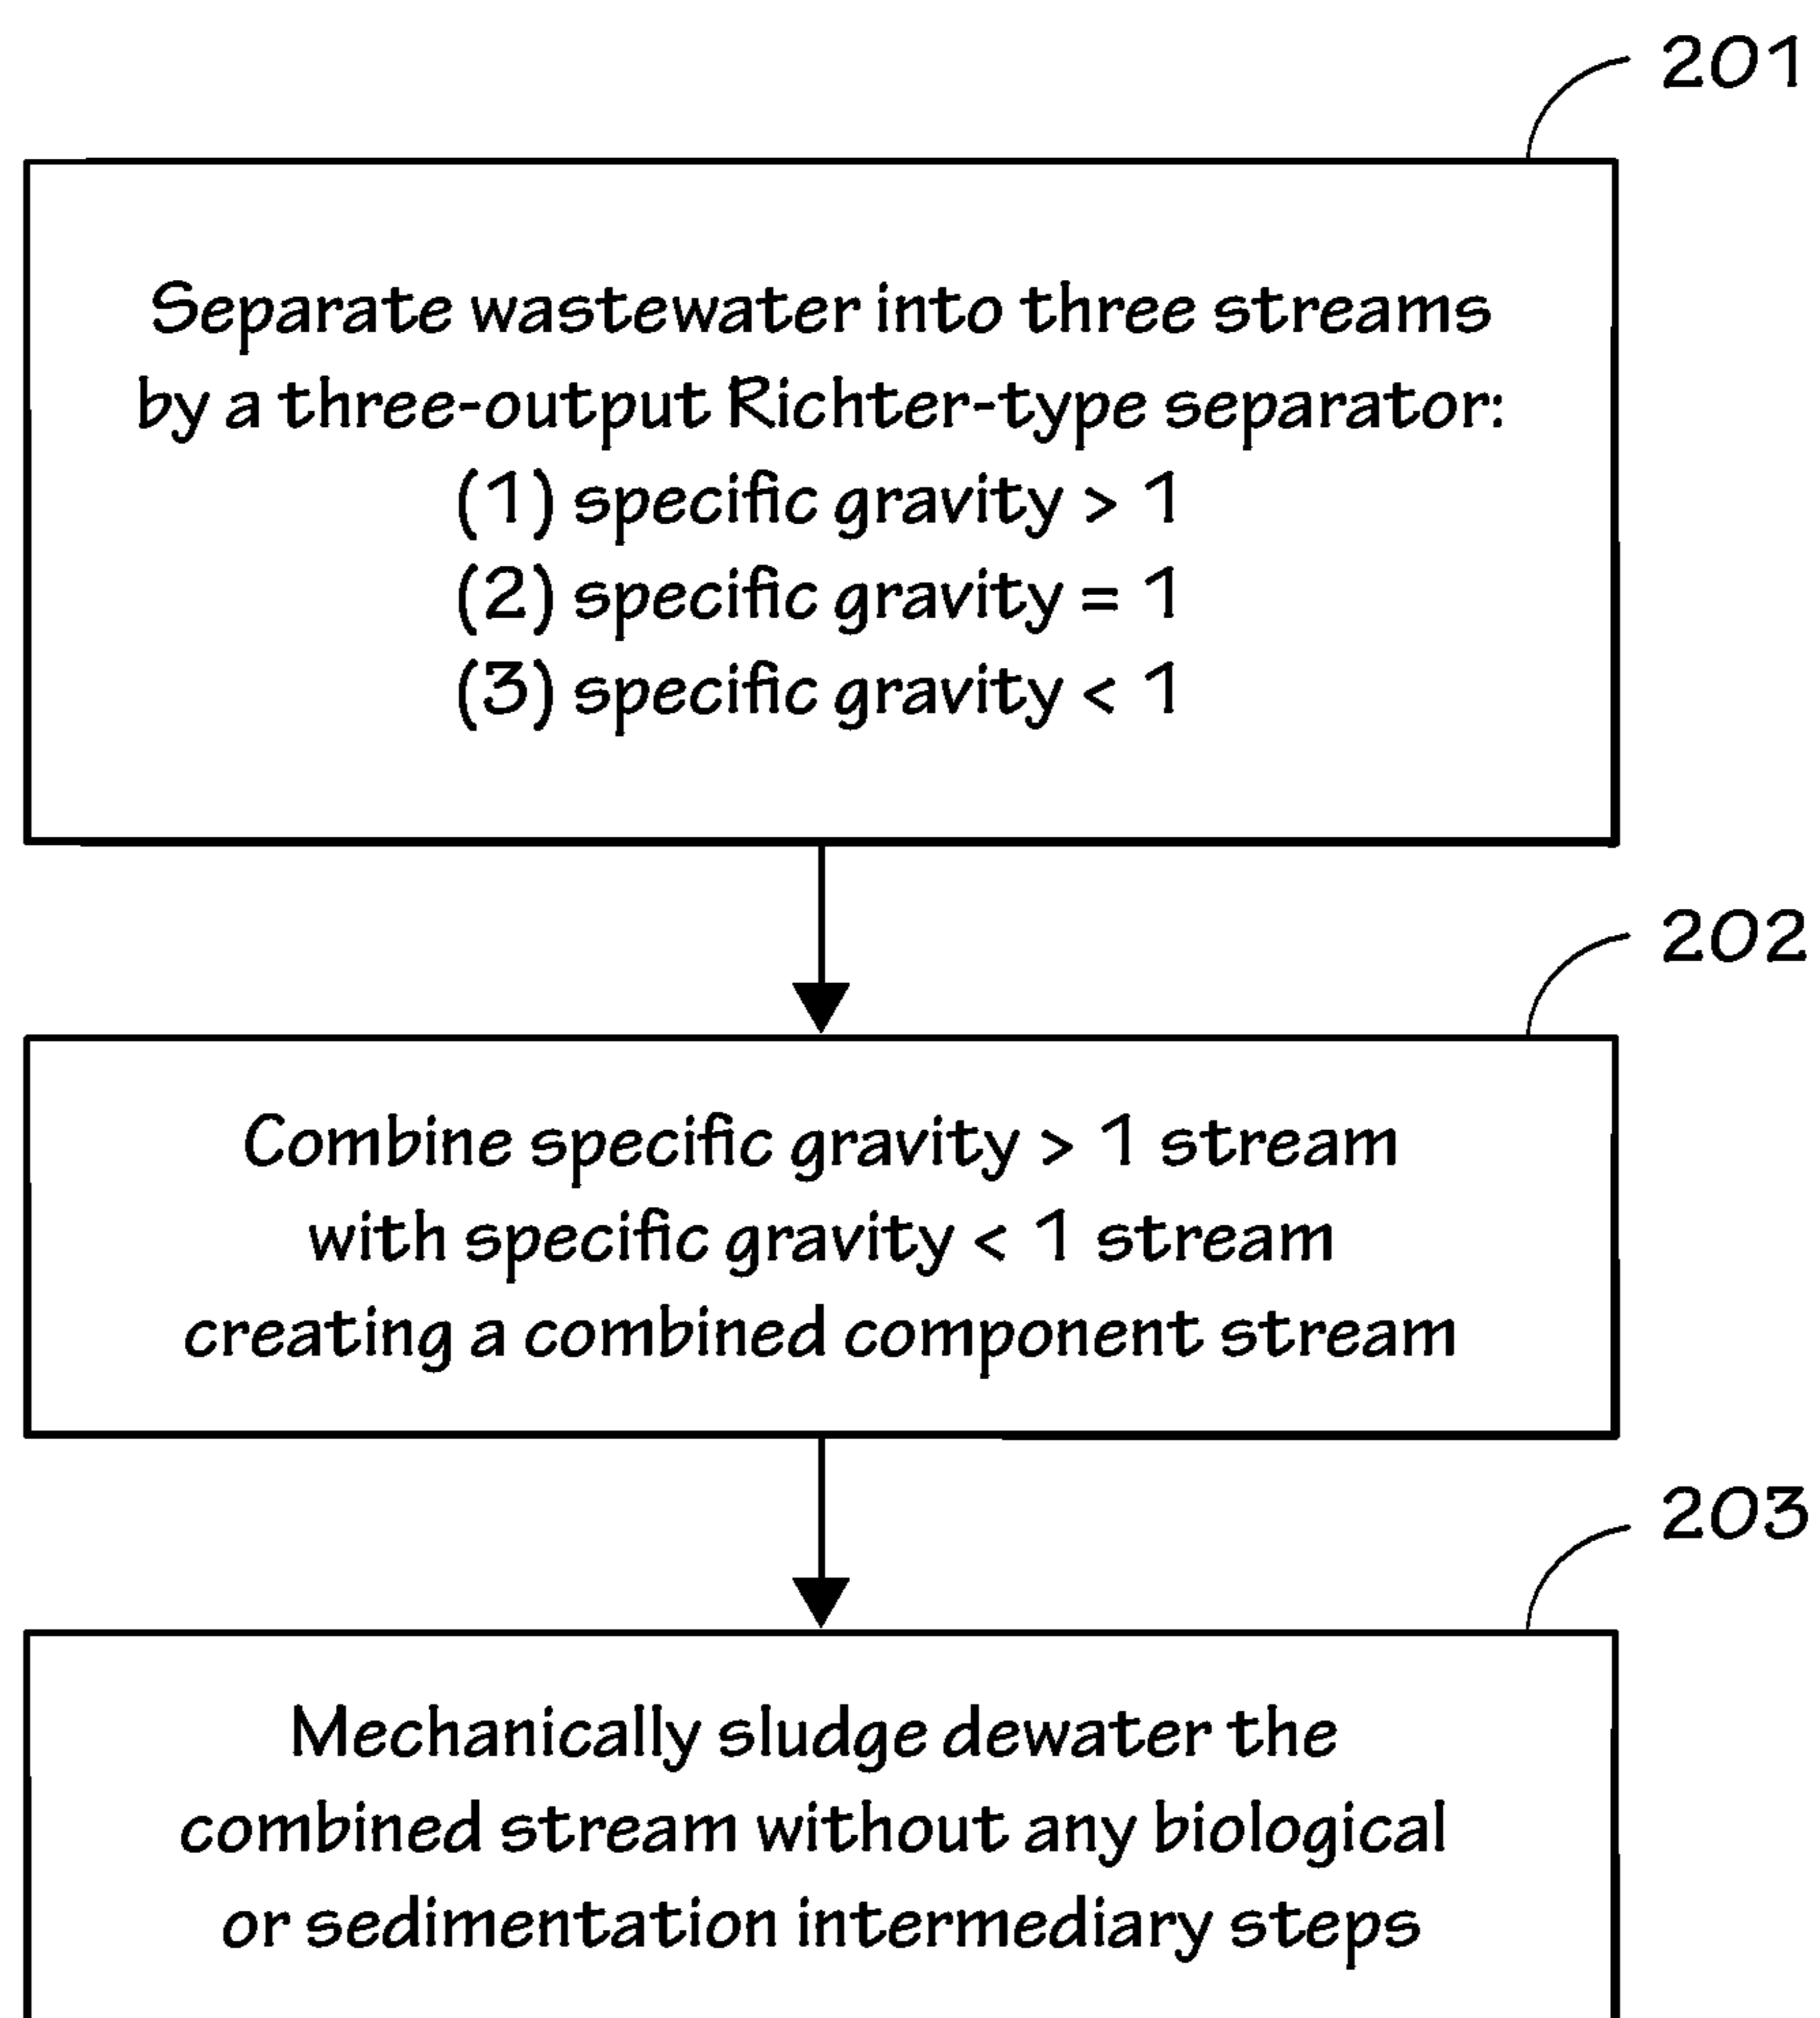 201
Separate wastewater into three streams
by a three-output Richter-type separator:
(1) specific gravity > 1
(2) specific gravity = 1
(3) specific gravity < 1
202
Combine specific gravity > 1 stream
with specific gravity < 1 stream
creating a combined component stream
203
Mechanically sludge dewater the
combined stream without any biological
or sedimentation intermediary steps